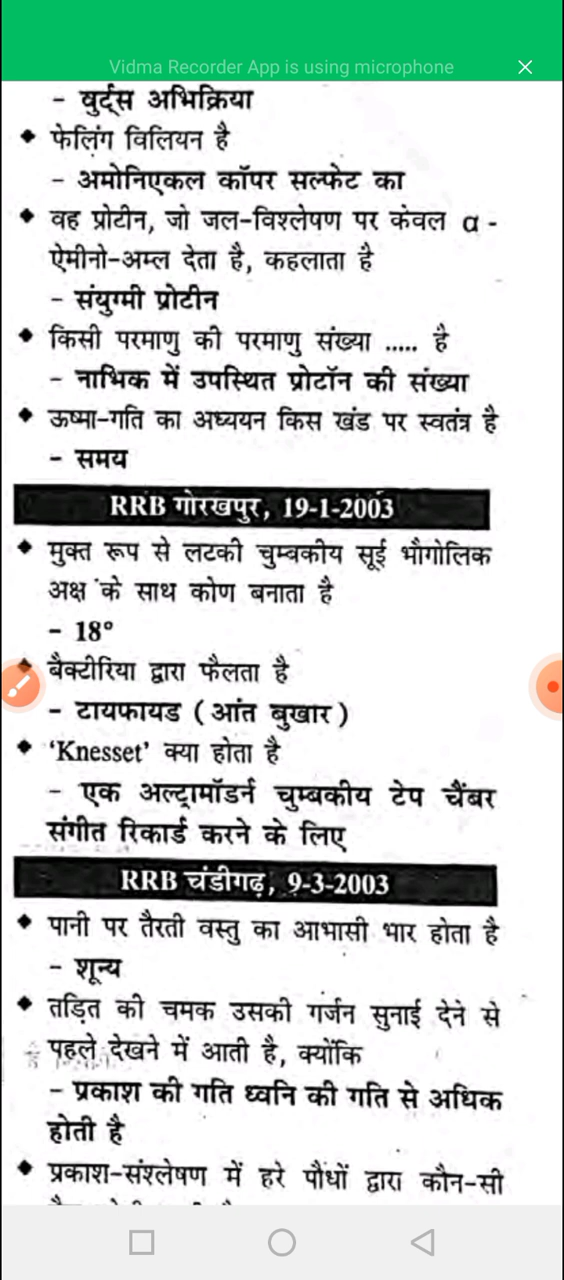 Vidma Recorder App is using microphone
- वुर्ट्स अभिक्रिया
◆ फेलिंग विलियन है
- अमोनिएकल कॉपर सल्फेट का
◆ वह प्रोटीन, जो जल-विश्लेषण पर केवल α -
ऐमीनो-अम्ल देता है, कहलाता है
- संयुग्मी प्रोटीन
◆ किसी परमाणु की परमाणु संख्या ..... है
- नाभिक में उपस्थित प्रोटॉन की संख्या
◆ ऊष्मा-गति का अध्ययन किस खंड पर स्वतंत्र है
- समय
RRB गोरखपुर, 19-1-2003
◆ मुक्त रूप से लटकी चुम्बकीय सूई भौगोलिक
अक्ष के साथ कोण बनाता है
- 18°
◆ बैक्टीरिया द्वारा फैलता है
- टायफायड ( आंत बुखार )
◆ 'Knesset' क्या होता है
- एक अल्ट्रामॉडर्न चुम्बकीय टेप चैंबर
संगीत रिकार्ड करने के लिए
RRB चंडीगढ़, 9-3-2003
◆ पानी पर तैरती वस्तु का आभासी भार होता है
- शून्य
◆ तड़ित की चमक उसकी गर्जन सुनाई देने से
पहले देखने में आती है, क्योंकि
- प्रकाश की गति ध्वनि की गति से अधिक
होती है
◆ प्रकाश-संश्लेषण में हरे पौधों द्वारा कौन-सी